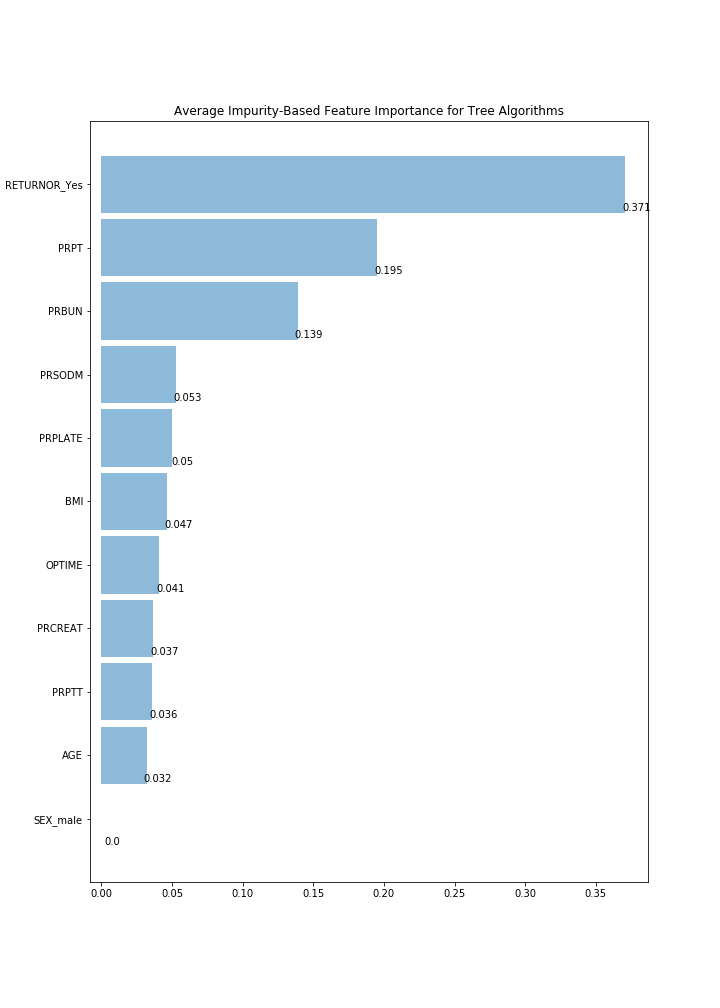 Average Impurity-Based Feature Importance for Tree Algorithms
RETURNOR_Yes
0.371
PRPT
0.195
PRBUN
0.139
PRSODM
0.053
PRPLATE
0.05
BMI
0.047
OPTIME
0.041
PRCREAT
0.037
PRPTT
0.036
AGE
0.032
SEX_male
0.0
0.00 0.05 0.10 0.15 0.20 0.25 0.30 0.35